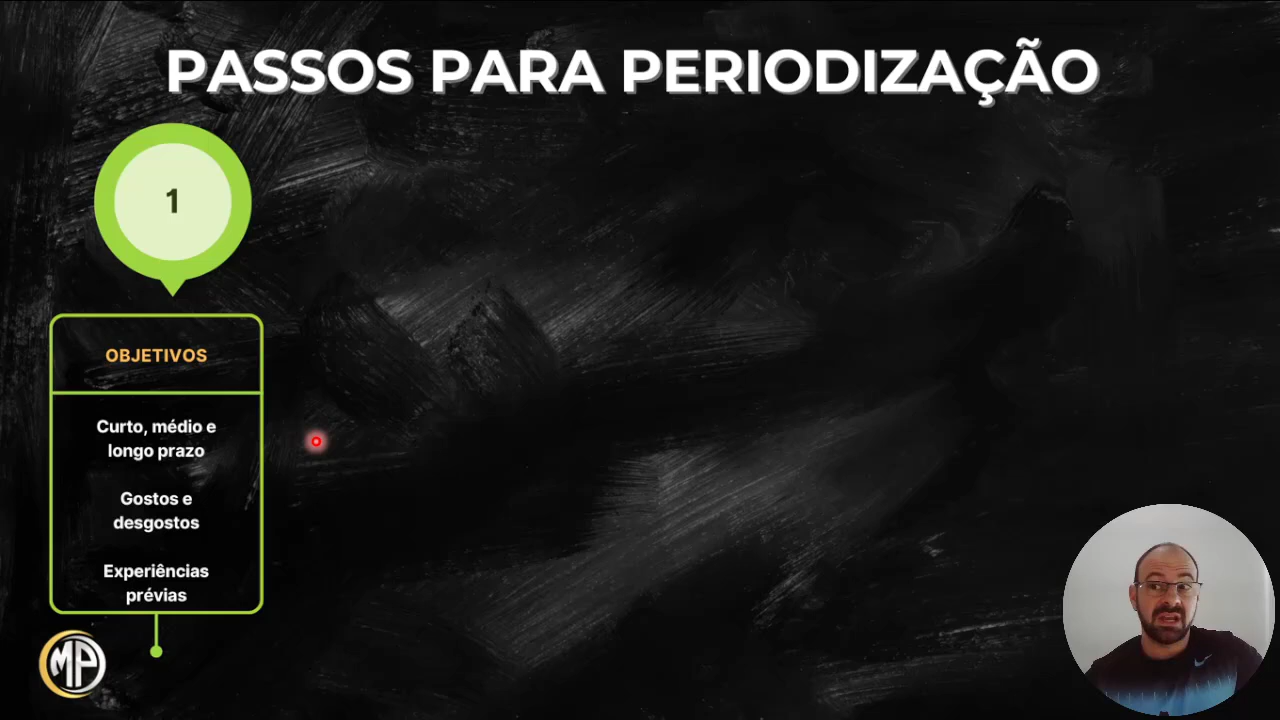 PASSOS PARA PERIODIZAÇÃO
1
OBJETIVOS
Curto, médio e
longo prazo
Gostos e
desgostos
Experiências
prévias
MP